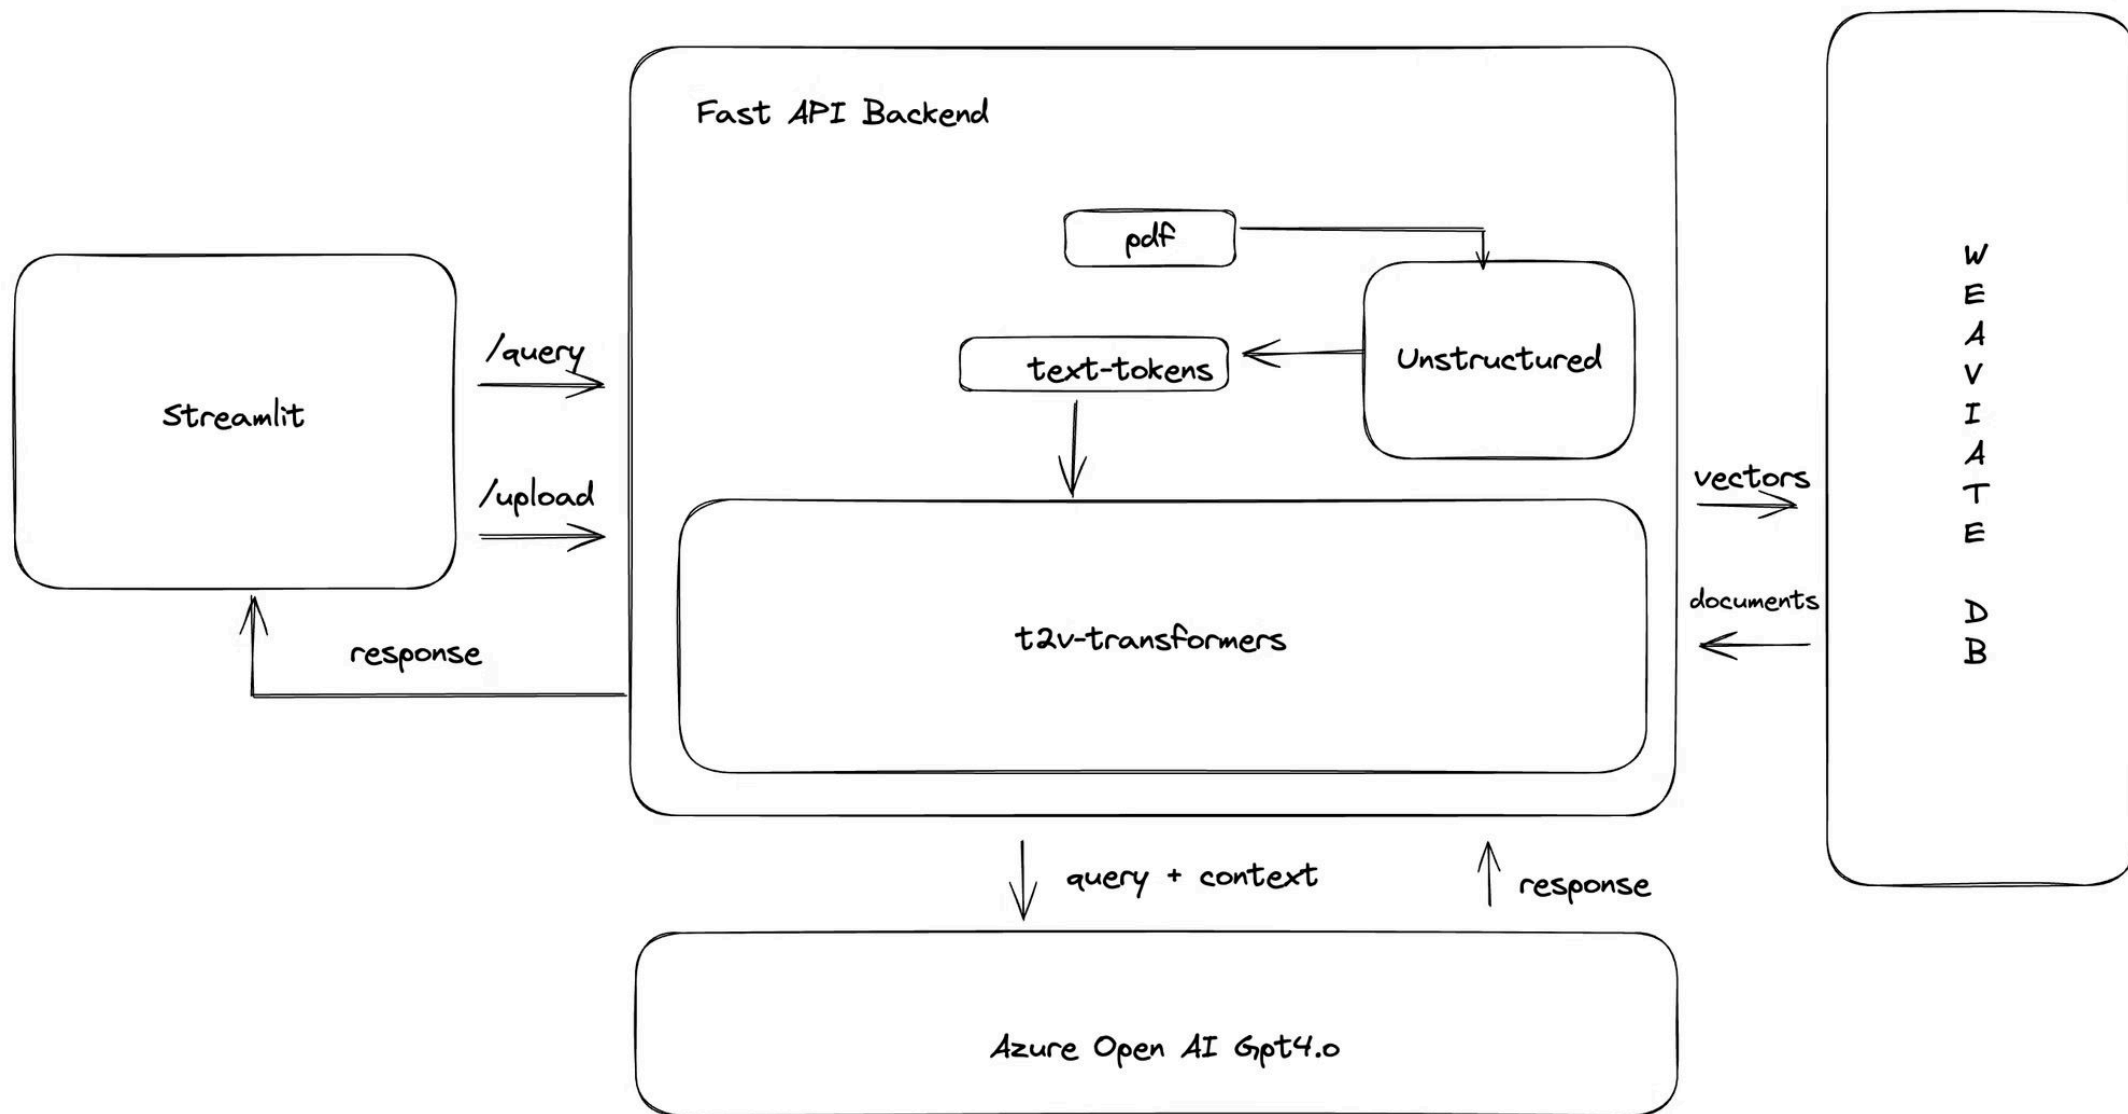 Fast API Backend
pdf
/query
text-tokens
Unstructured
Streamlit
/upload
vectors
documents
t2v-transformers
response
query + context
response
Azure Open AI Gpt4.o
W
E
A
V
I
A
T
E
D
B